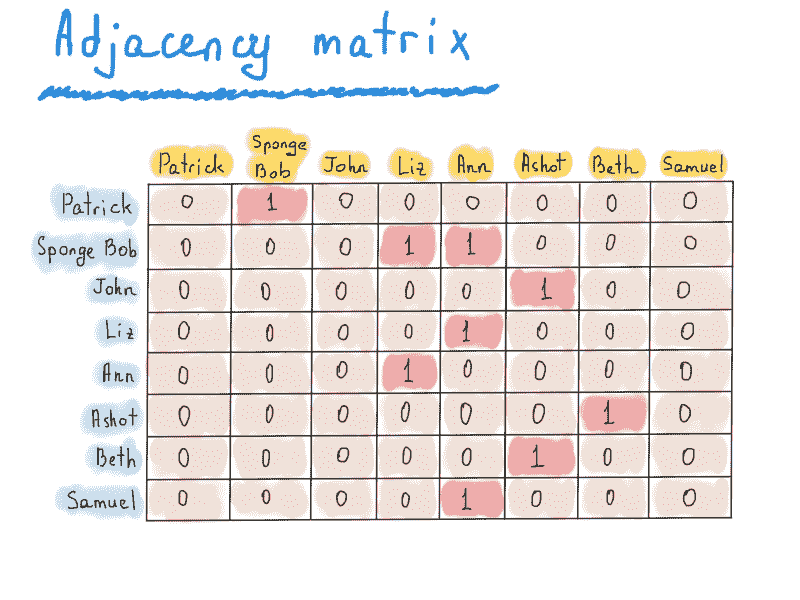 Adjacency matrix
Patrick Sponge Bob John Liz Ann Ashot Beth Samuel
Patrick 0 1 0 0 0 0 0 0
Sponge Bob 0 0 0 1 1 0 0 0
John 0 0 0 0 0 1 0 0
Liz 0 0 0 0 1 0 0 0
Ann 0 0 0 1 0 0 0 0
Ashot 0 0 0 0 0 0 1 0
Beth 0 0 0 0 0 1 0 0
Samuel 0 0 0 0 1 0 0 0